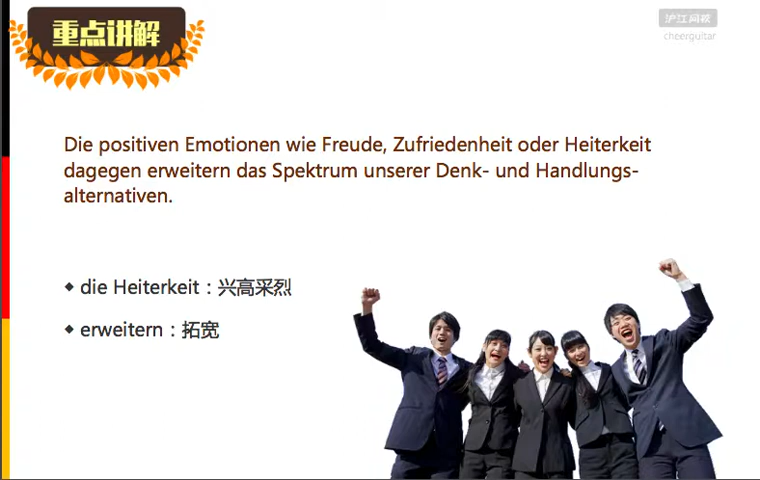 重点讲解
沪江网校
cheerguitar
Die positiven Emotionen wie Freude, Zufriedenheit oder Heiterkeit
dagegen erweitern das Spektrum unserer Denk- und Handlungs-
alternativen.
◆ die Heiterkeit：兴高采烈
◆ erweitern：拓宽